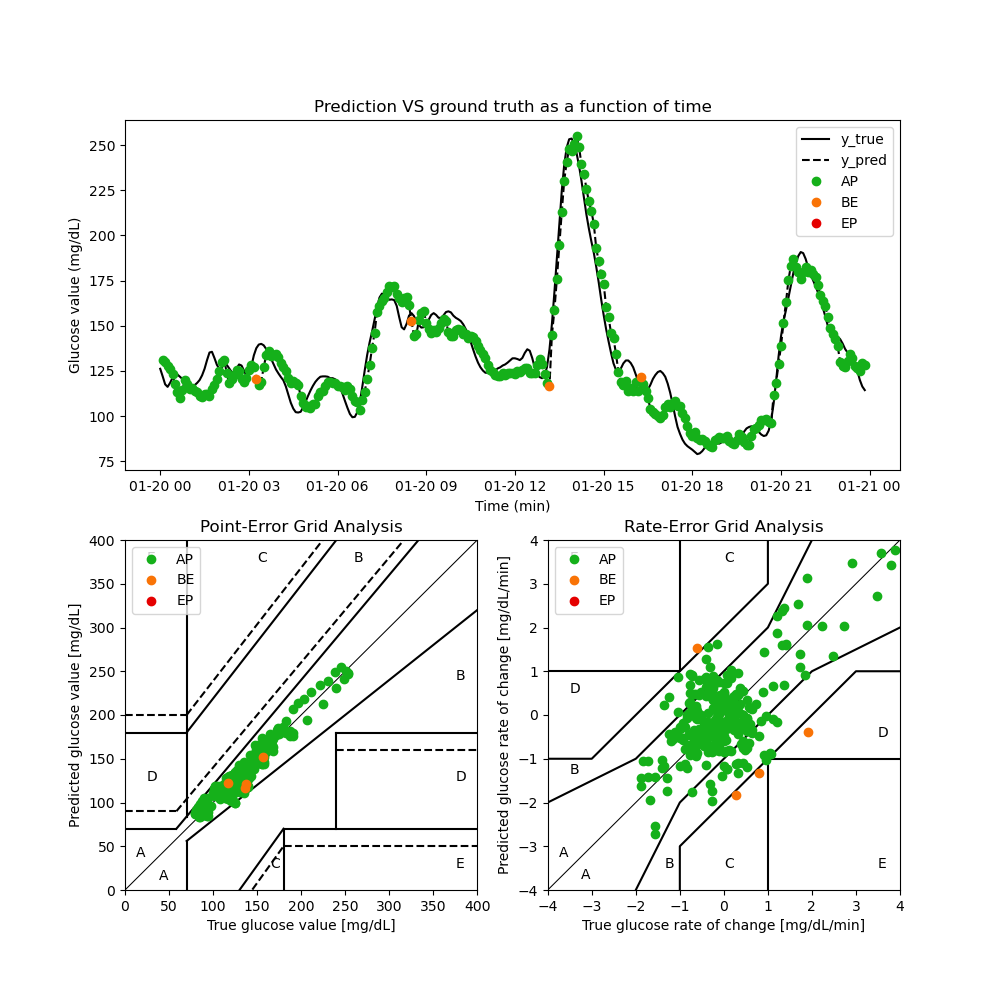 Prediction VS ground truth as a function of time
Glucose value (mg/dL)
250
225
200
175
150
125
100
75
y_true
y_pred
AP
BE
EP
01-20 00 01-20 03 01-20 06 01-20 09 01-20 12 01-20 15 01-20 18 01-20 21 01-21 00
Time (min)
Point-Error Grid Analysis
Predicted glucose value [mg/dL]
400
350
300
250
200
150
100
50
0
AP
BE
EP
C
B
B
D
D
A
A
C
E
0 50 100 150 200 250 300 350 400
True glucose value [mg/dL]
Rate-Error Grid Analysis
Predicted glucose rate of change [mg/dL/min]
4
3
2
1
0
−1
−2
−3
−4
AP
BE
EP
C
D
D
B
A
A
B
C
E
−4 −3 −2 −1 0 1 2 3 4
True glucose rate of change [mg/dL/min]